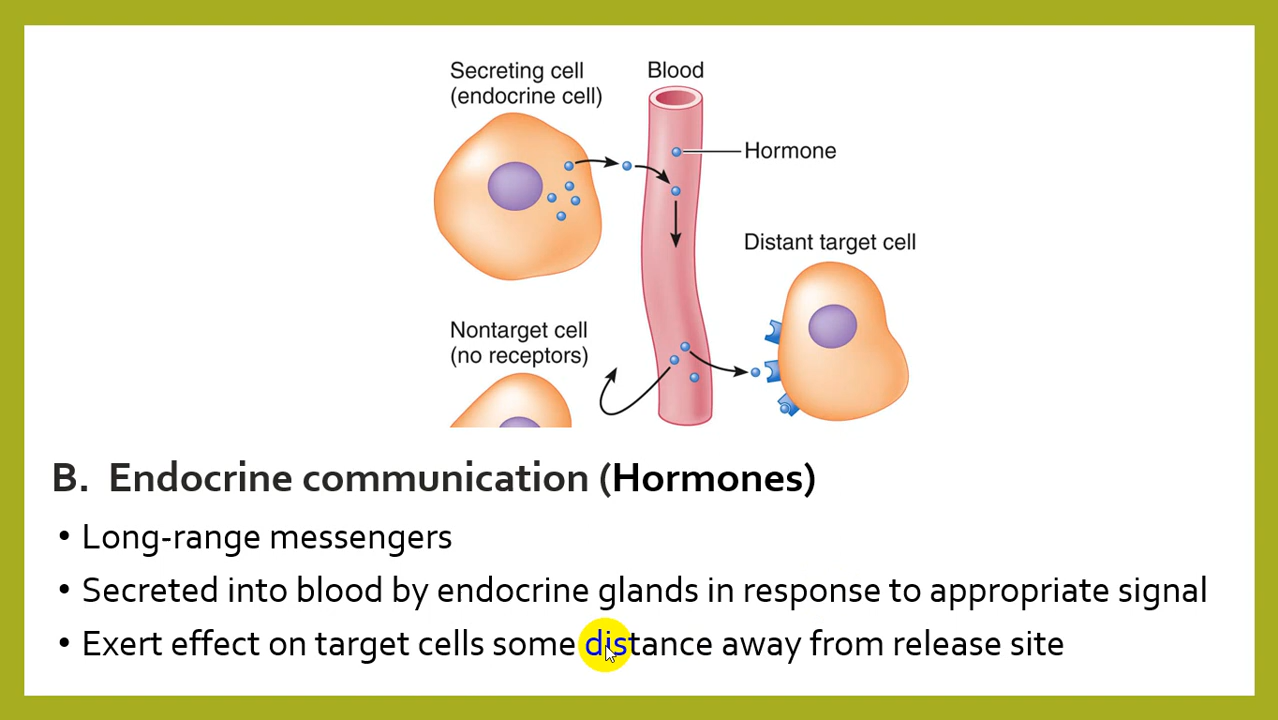 Secreting cell
(endocrine cell)
Blood
Hormone
Distant target cell
Nontarget cell
(no receptors)
B. Endocrine communication (Hormones)
• Long-range messengers
• Secreted into blood by endocrine glands in response to appropriate signal
• Exert effect on target cells some distance away from release site